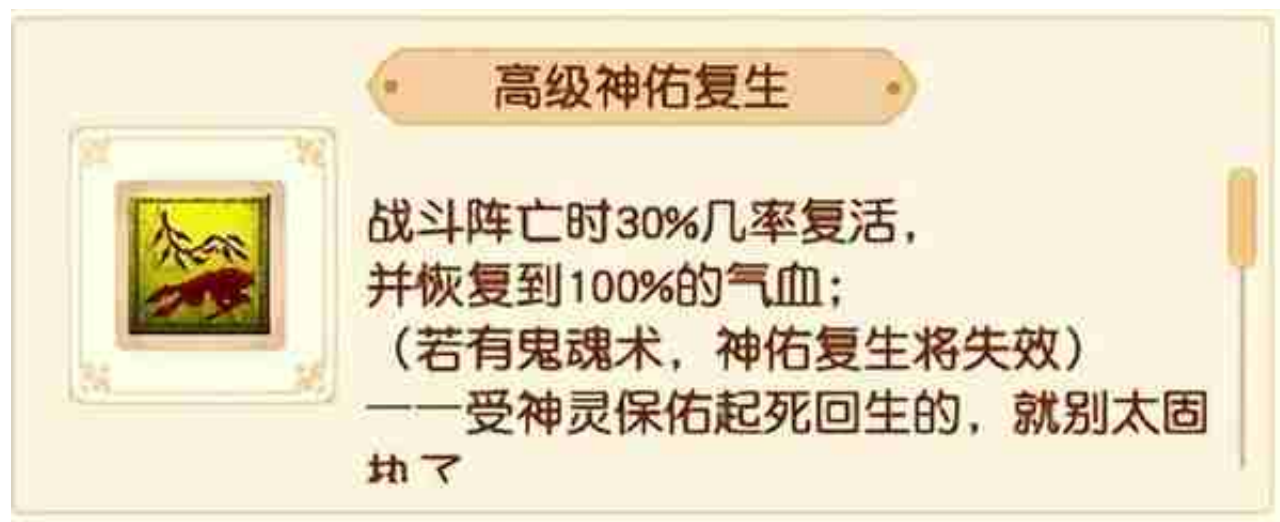 高级神佑复生
战斗阵亡时30%几率复活，
并恢复到100%的气血；
（若有鬼魂术，神佑复生将失效）
——受神灵保佑起死回生的，就别太固
执了